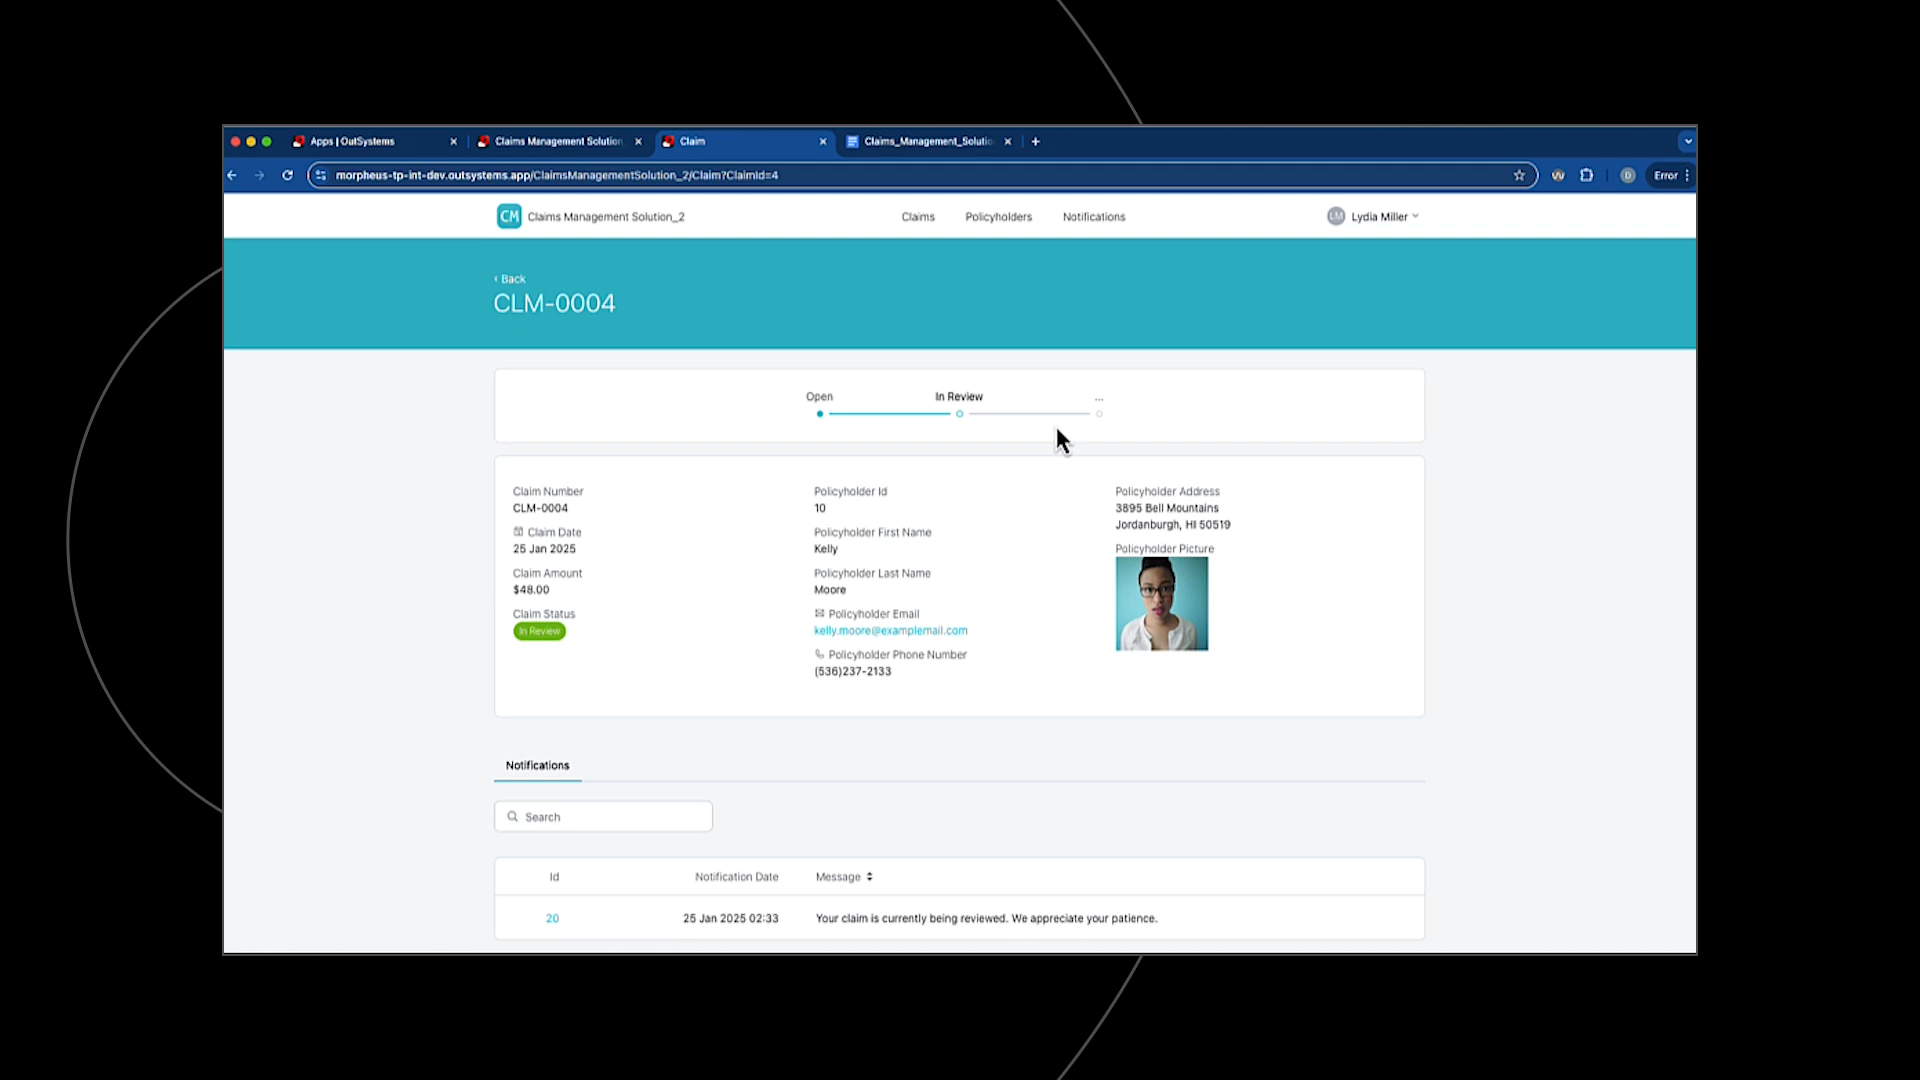 Apps | OutSystems
Claims Management Solution
Claim
Claims_Management_Solutio
morpheus-tp-int-dev.outsystems.app/ClaimsManagementSolution_2/Claim?ClaimId=4
D
Error
CM
Claims Management Solution_2
Claims
Policyholders
Notifications
LM
Lydia Miller
‹ Back
CLM-0004
Open
In Review
...
Claim Number
CLM-0004
Claim Date
25 Jan 2025
Claim Amount
$48.00
Claim Status
In Review
Policyholder Id
10
Policyholder First Name
Kelly
Policyholder Last Name
Moore
Policyholder Email
kelly.moore@examplemail.com
Policyholder Phone Number
(536)237-2133
Policyholder Address
3895 Bell Mountains
Jordanburgh, HI 50519
Policyholder Picture
Notifications
Search
Id
Notification Date
Message
20
25 Jan 2025 02:33
Your claim is currently being reviewed. We appreciate your patience.